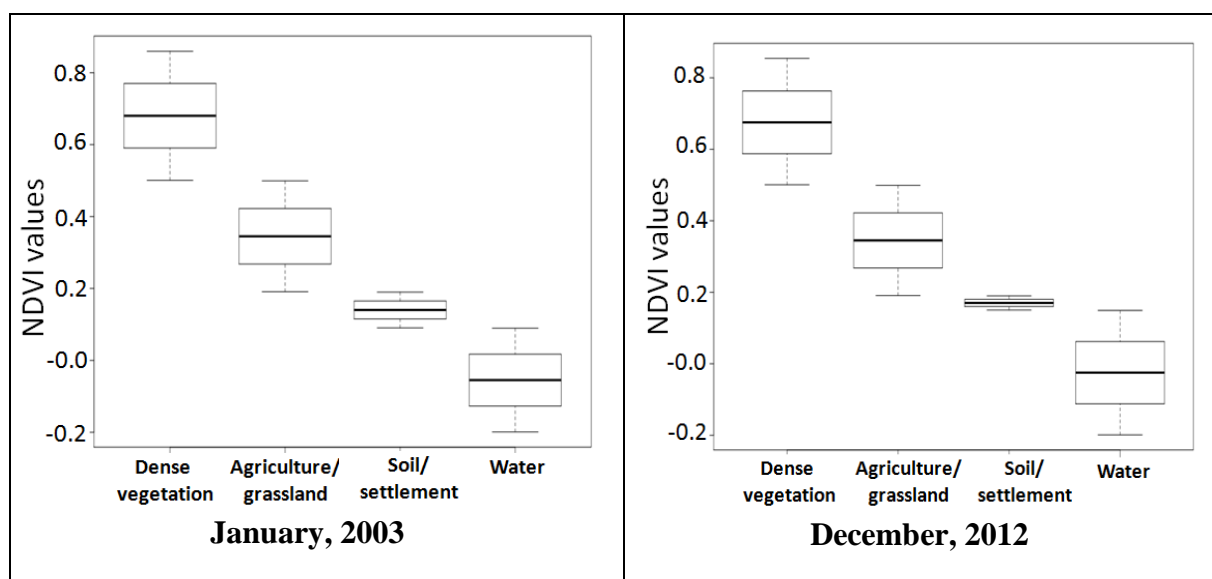 NDVI values
0.8
0.6
0.4
0.2
-0.0
-0.2
Dense
vegetation
Agriculture/
grassland
Soil/
settlement
Water
January, 2003
NDVI values
0.8
0.6
0.4
0.2
-0.0
-0.2
Dense
vegetation
Agriculture/
grassland
Soil/
settlement
Water
December, 2012